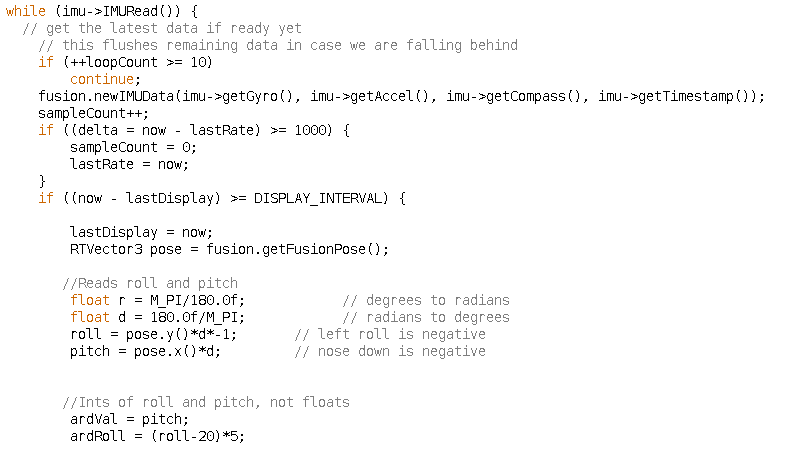 while (imu->IMURead()) {
// get the latest data if ready yet
// this flushes remaining data in case we are falling behind
if (++loopCount >= 10)
continue;
fusion.newIMUData(imu->getGyro(), imu->getAccel(), imu->getCompass(), imu->getTimestamp());
sampleCount++;
if ((delta = now - lastRate) >= 1000) {
sampleCount = 0;
lastRate = now;
}
if ((now - lastDisplay) >= DISPLAY_INTERVAL) {
lastDisplay = now;
RTVector3 pose = fusion.getFusionPose();
//Reads roll and pitch
float r = M_PI/180.0f; // degrees to radians
float d = 180.0f/M_PI; // radians to degrees
roll = pose.y()*d*-1; // left roll is negative
pitch = pose.x()*d; // nose down is negative
//Ints of roll and pitch, not floats
ardVal = pitch;
ardRoll = (roll-20)*5;